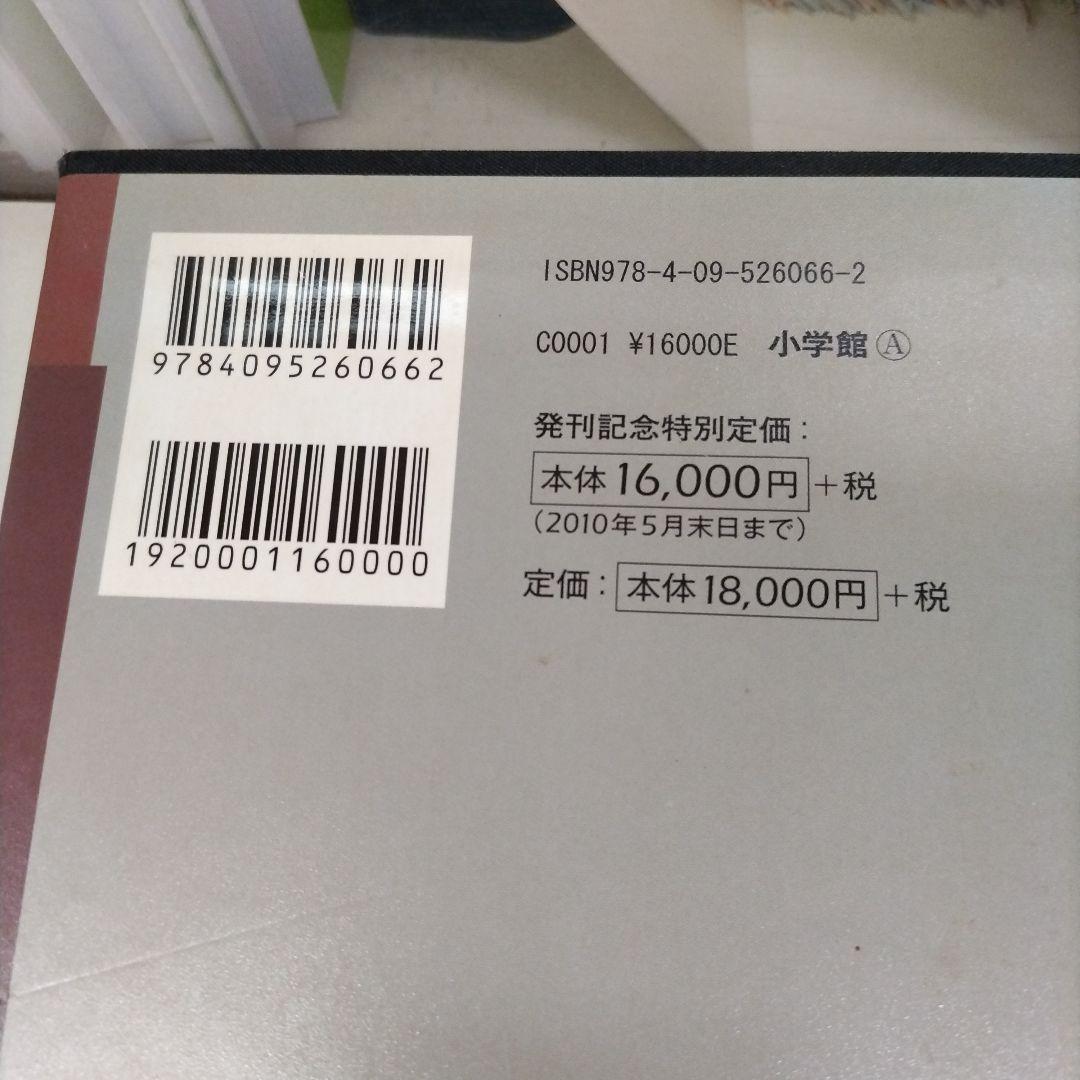 9784095260662
1920001160000
ISBN978-4-09-526066-2
C0001 ¥16000E 小学館 Ⓐ
発刊記念特別定価：
本体16,000円＋税
（2010年5月末日まで）
定価：本体18,000円＋税